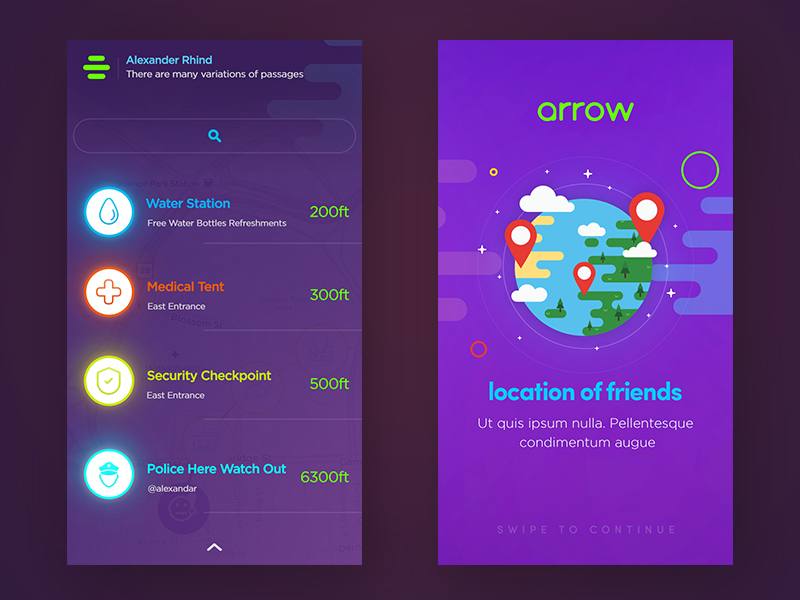 Alexander Rhind
There are many variations of passages
Water Station
Free Water Bottles Refreshments
200ft
Medical Tent
East Entrance
300ft
Security Checkpoint
East Entrance
500ft
Police Here Watch Out
@alexandar
6300ft
arrow
location of friends
Ut quis ipsum nulla. Pellentesque
condimentum augue
SWIPE TO CONTINUE